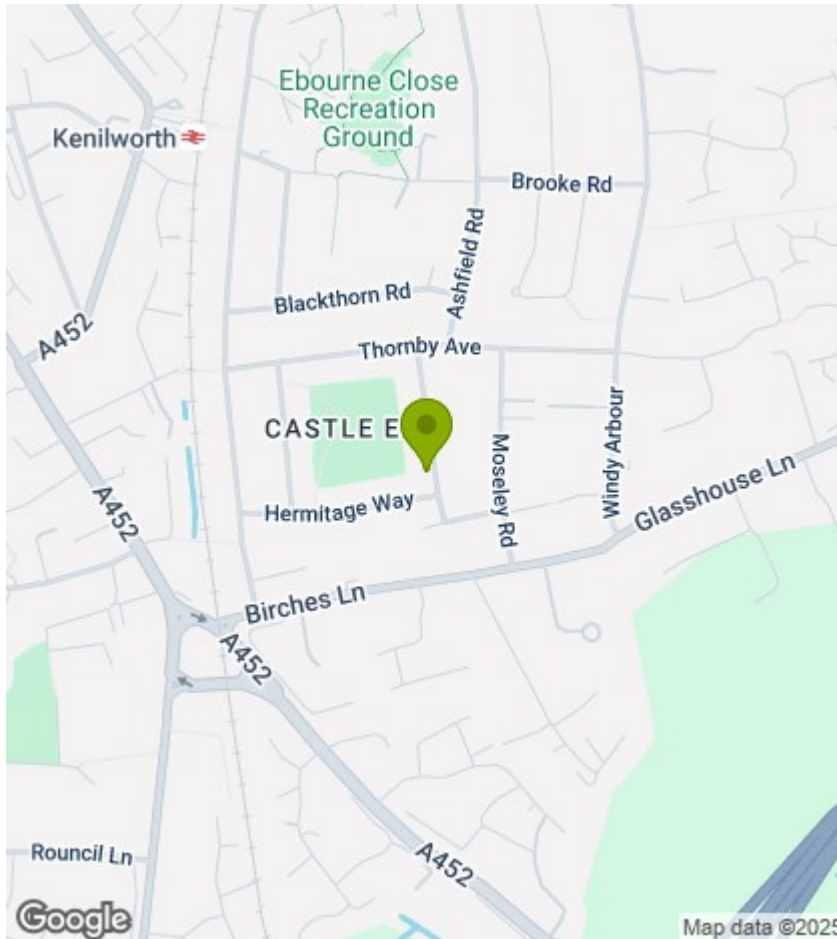 Ebourne Close
Recreation
Ground
Kenilworth
Brooke Rd
Ashfield Rd
Blackthorn Rd
A452
Thornby Ave
CASTLE E
Moseley Rd
Windy Arbour
A452
Hermitage Way
Glasshouse Ln
Birches Ln
A452
Rouncil Ln
A452
Google
Map data ©2025